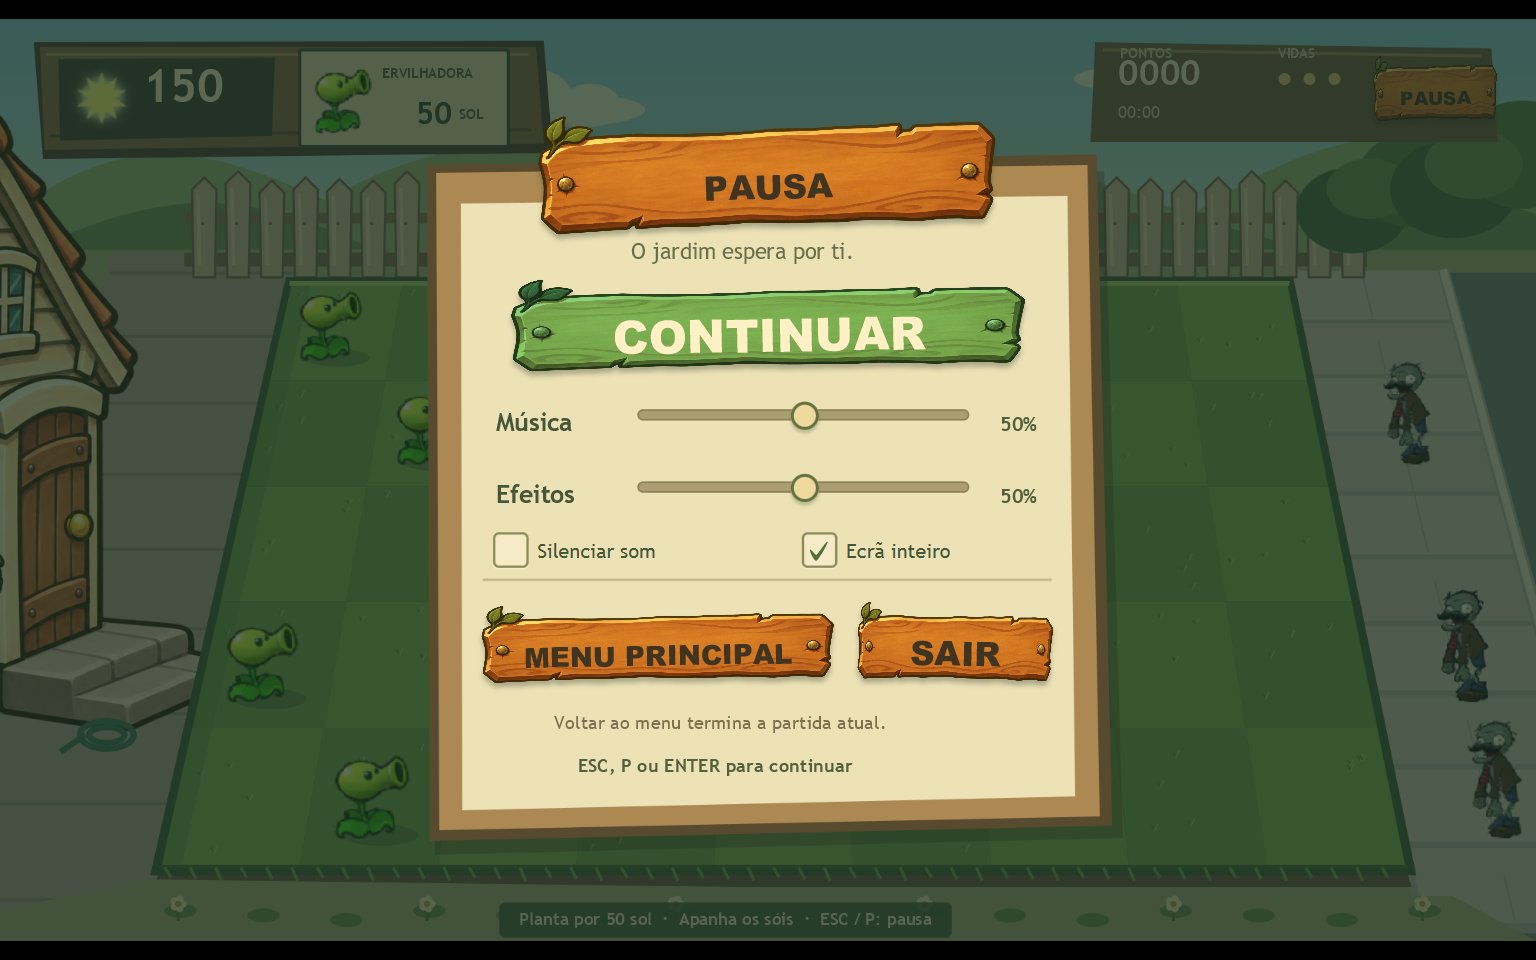 150
ERVILHADORA
50 SOL
PONTOS
0000
00:00
VIDAS
PAUSA
PAUSA
O jardim espera por ti.
CONTINUAR
Música 50%
Efeitos 50%
Silenciar som
Ecrã inteiro
MENU PRINCIPAL
SAIR
Voltar ao menu termina a partida atual.
ESC, P ou ENTER para continuar
Planta por 50 sol · Apanha os sóis · ESC / P: pausa